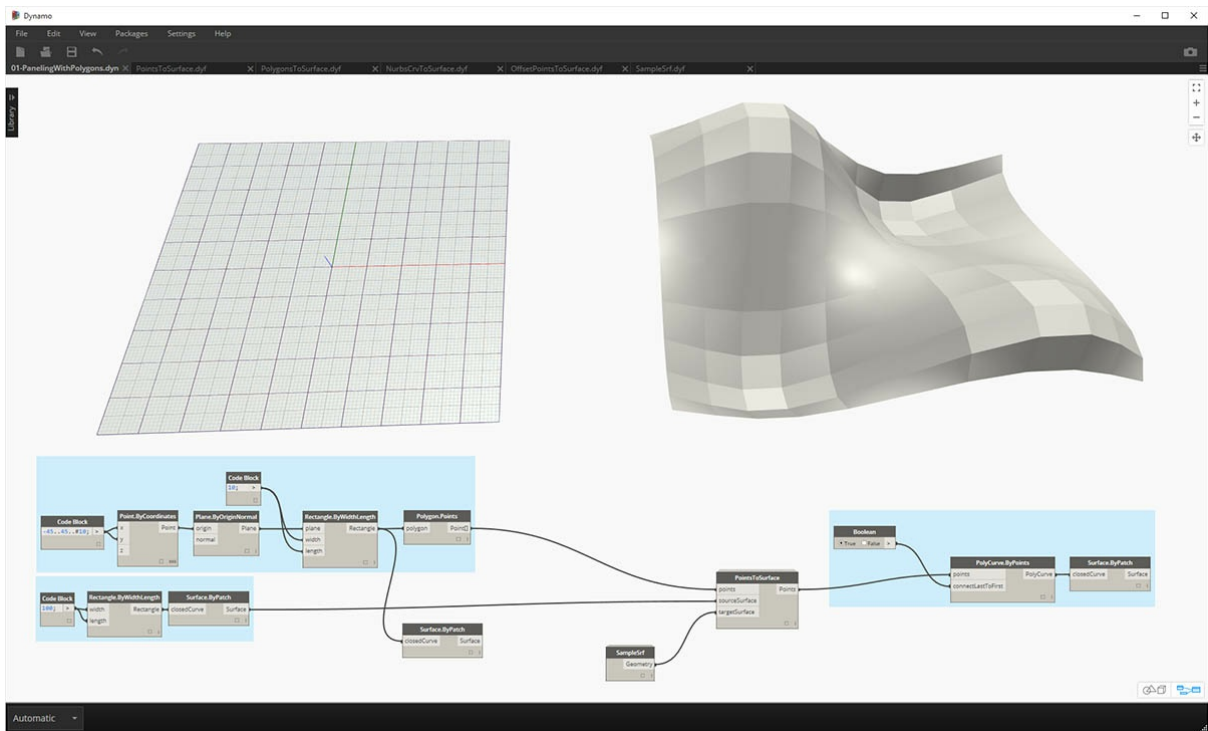 Dynamo
File Edit View Packages Settings Help
01-PanelingWithPolygons.dyn PointsToSurface.dyf PolygonsToSurface.dyf NurbsCrvToSurface.dyf OffsetPointsToSurface.dyf SampleSrf.dyf
Library
Code Block
10; >
Code Block
-45..45..#10; >
Point.ByCoordinates
x Point
y
z
Plane.ByOriginNormal
origin Plane
normal
Rectangle.ByWidthLength
plane Rectangle
width
length
Polygon.Points
polygon Point[]
Code Block
100; >
Rectangle.ByWidthLength
width Rectangle
length
Surface.ByPatch
closedCurve Surface
Surface.ByPatch
closedCurve Surface
SampleSrf
Geometry
PointsToSurface
points Points
sourceSurface
targetSurface
Boolean
True False >
PolyCurve.ByPoints
points PolyCurve
connectLastToFirst
Surface.ByPatch
closedCurve Surface
Automatic